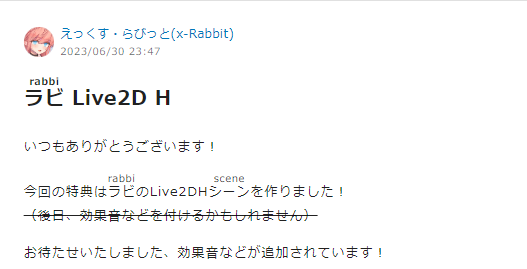 えっくす・らびっと(x-Rabbit)
2023/06/30 23:47
rabbi
ラビ Live2D H
いつもありがとうございます！
rabbi scene
今回の特典はラビのLive2DHシーンを作りました！
（後日、効果音などを付けるかもしれません）
お待たせいたしました、効果音などが追加されています！